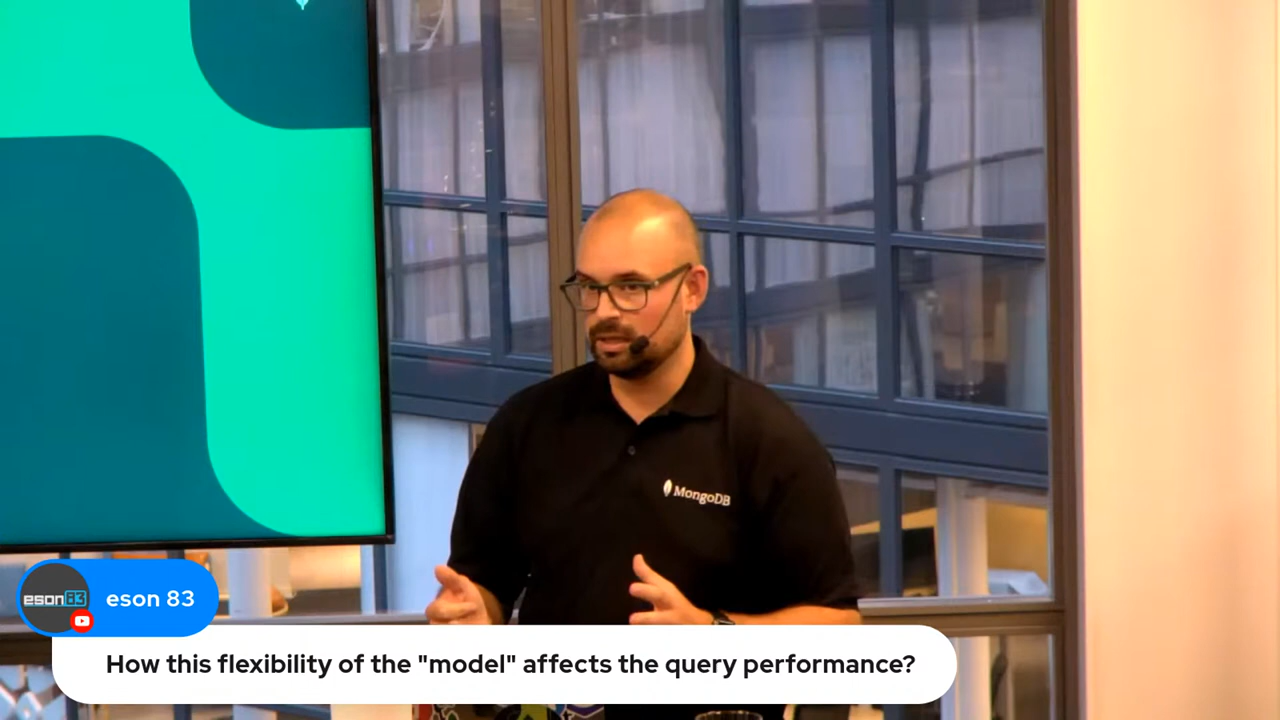 MongoDB
eson83
eson 83
How this flexibility of the "model" affects the query performance?